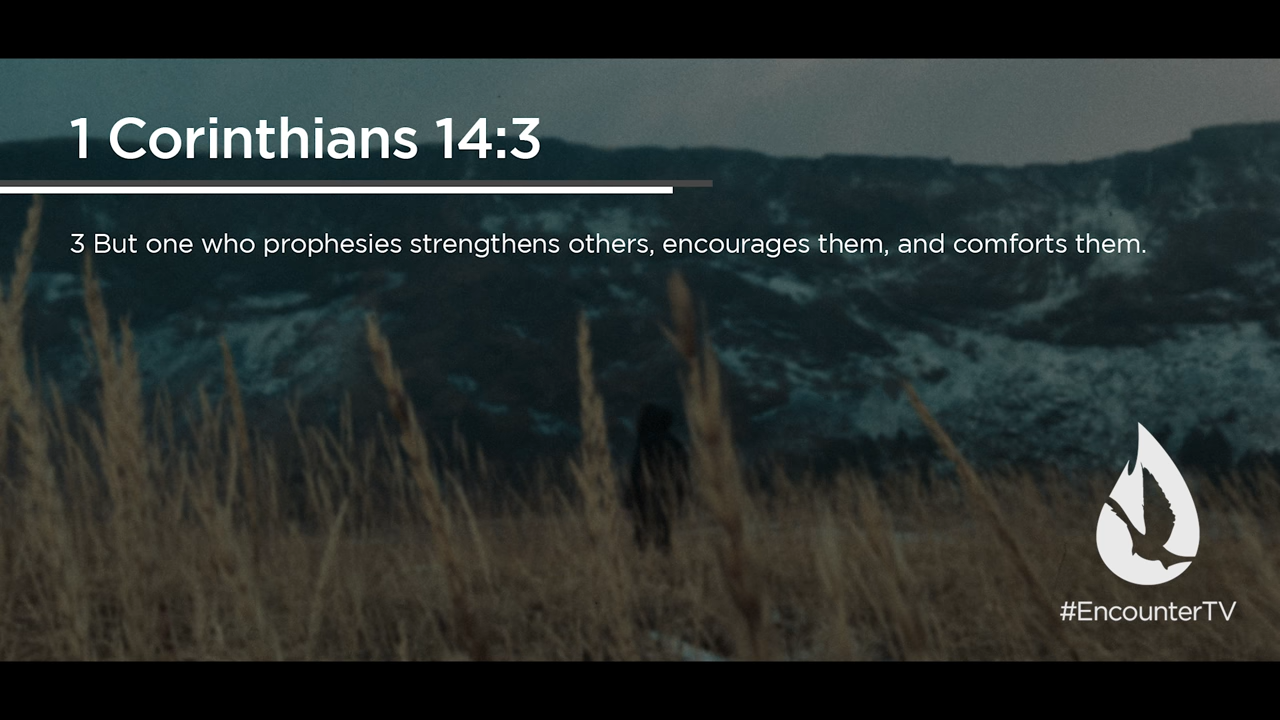 1 Corinthians 14:3
3 But one who prophesies strengthens others, encourages them, and comforts them.
#EncounterTV